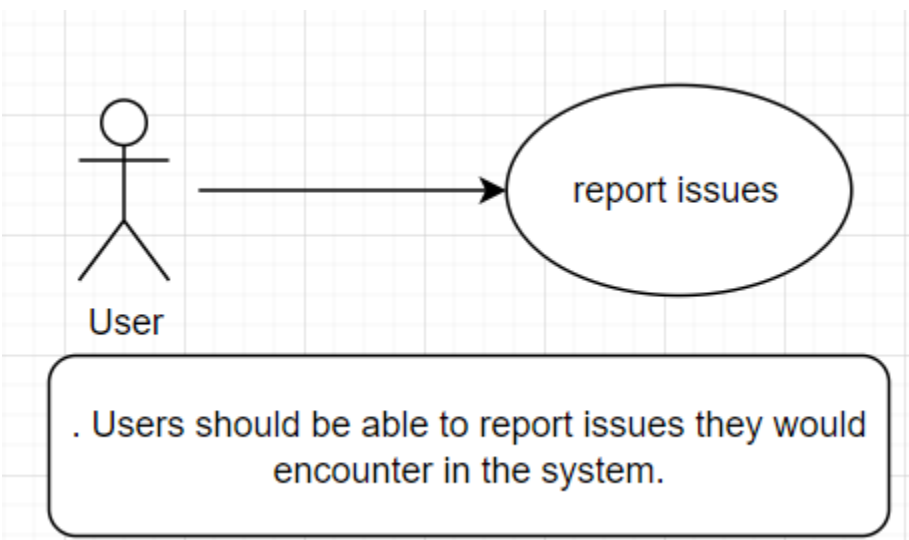 report issues
User
. Users should be able to report issues they would
encounter in the system.